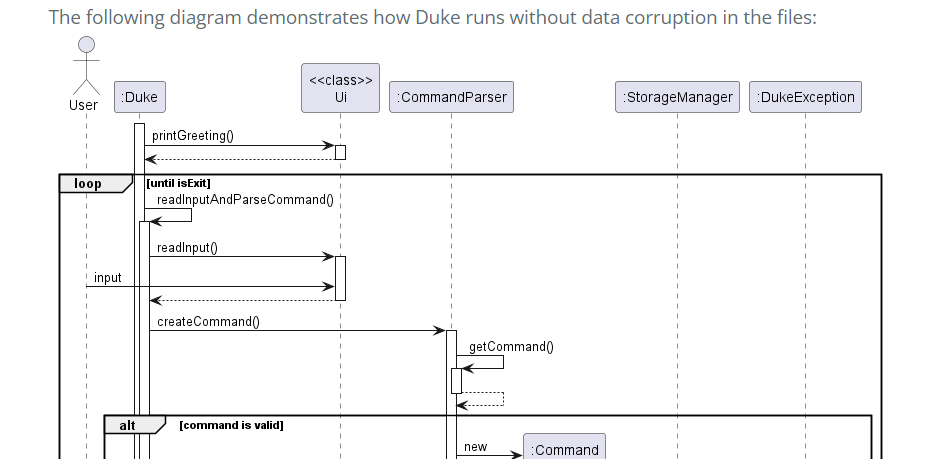 The following diagram demonstrates how Duke runs without data corruption in the files:
User
:Duke
<<class>>
Ui
:CommandParser
:StorageManager
:DukeException
printGreeting()
loop
[until isExit]
readInputAndParseCommand()
readInput()
input
createCommand()
getCommand()
alt
[command is valid]
new
:Command